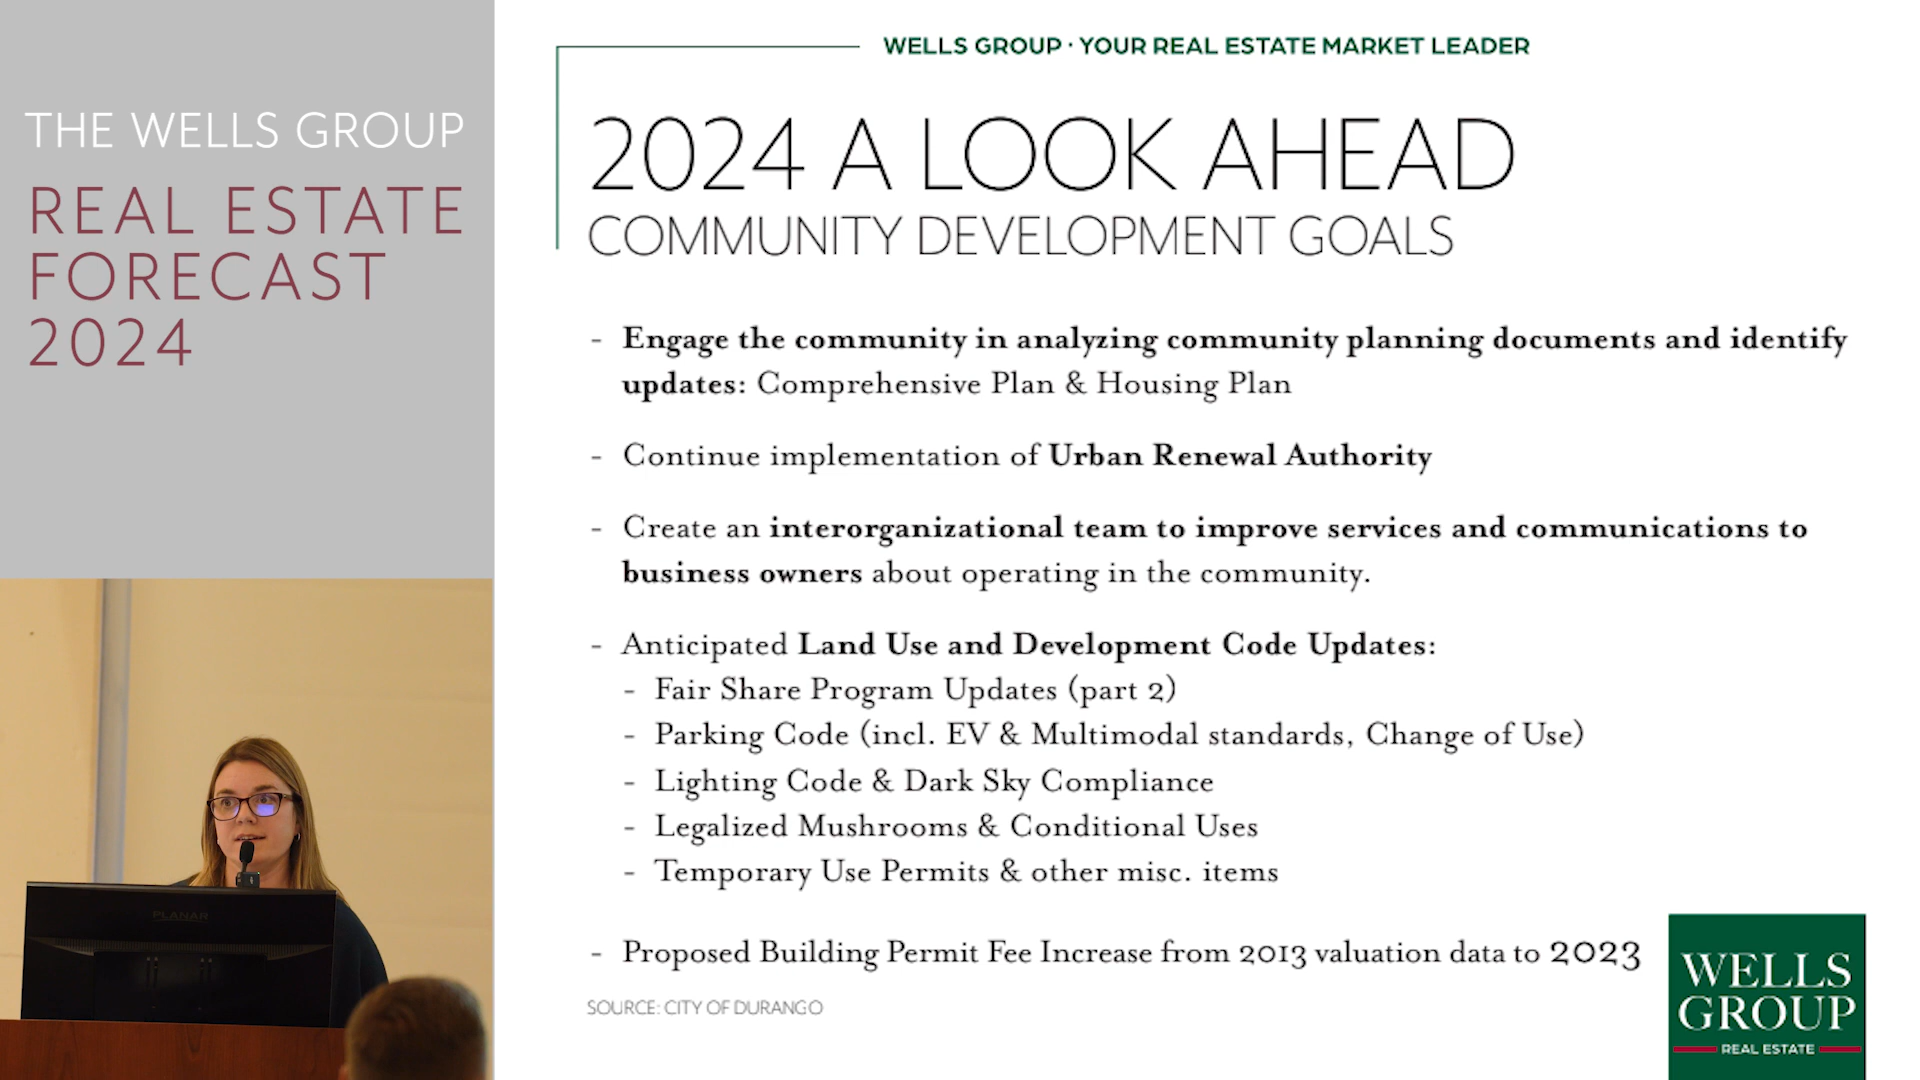 THE WELLS GROUP
REAL ESTATE
FORECAST
2024
WELLS GROUP · YOUR REAL ESTATE MARKET LEADER
2024 A LOOK AHEAD
COMMUNITY DEVELOPMENT GOALS
- Engage the community in analyzing community planning documents and identify
updates: Comprehensive Plan & Housing Plan
- Continue implementation of Urban Renewal Authority
- Create an interorganizational team to improve services and communications to
business owners about operating in the community.
- Anticipated Land Use and Development Code Updates:
- Fair Share Program Updates (part 2)
- Parking Code (incl. EV & Multimodal standards, Change of Use)
- Lighting Code & Dark Sky Compliance
- Legalized Mushrooms & Conditional Uses
- Temporary Use Permits & other misc. items
- Proposed Building Permit Fee Increase from 2013 valuation data to 2023
SOURCE: CITY OF DURANGO
WELLS
GROUP
REAL ESTATE
PLANAR